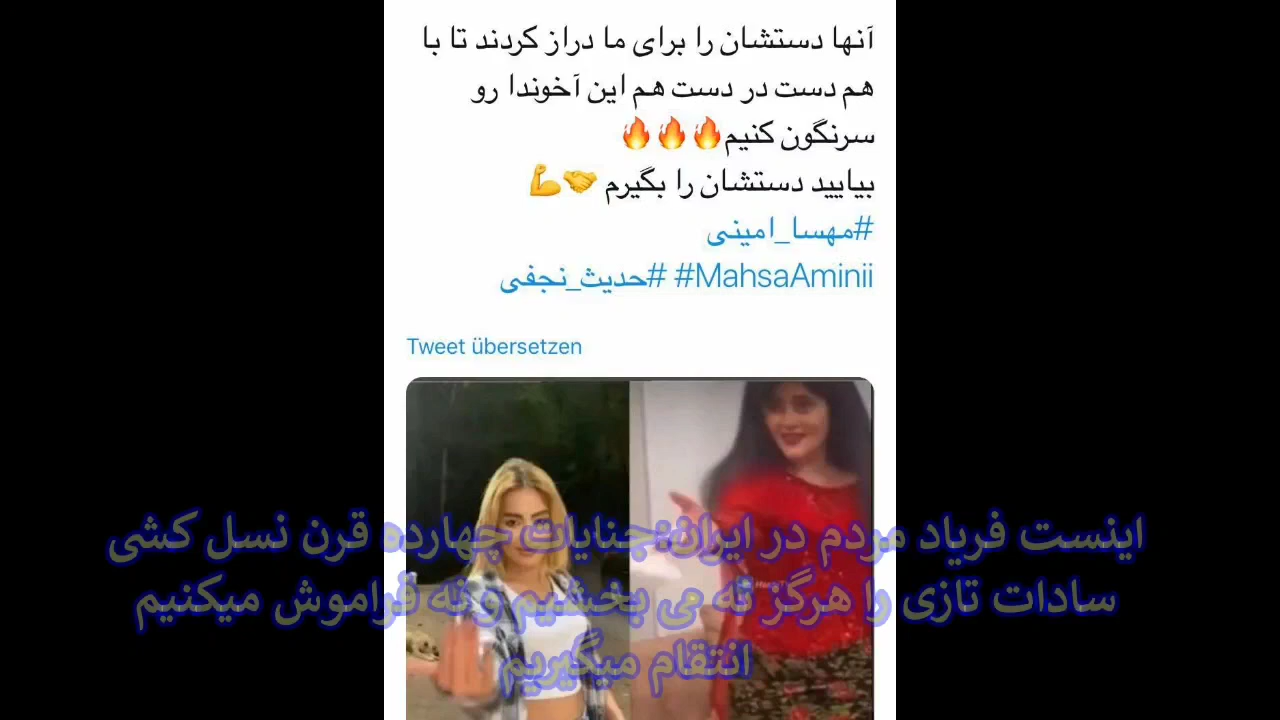 آنها دستشان را برای ما دراز کردند تا با
هم دست در دست هم این آخوندا رو
سرنگون کنیم🔥🔥🔥
بیایید دستشان را بگیرم 🤝💪
#مهسا_امینی
#MahsaAminii #حدیث_نجفی
Tweet übersetzen
اینست فریاد مردم در ایران:جنایات چهارده قرن نسل کشی
سادات تازی را هرگز نه می بخشیم و نه فراموش میکنیم
انتقام میگیریم